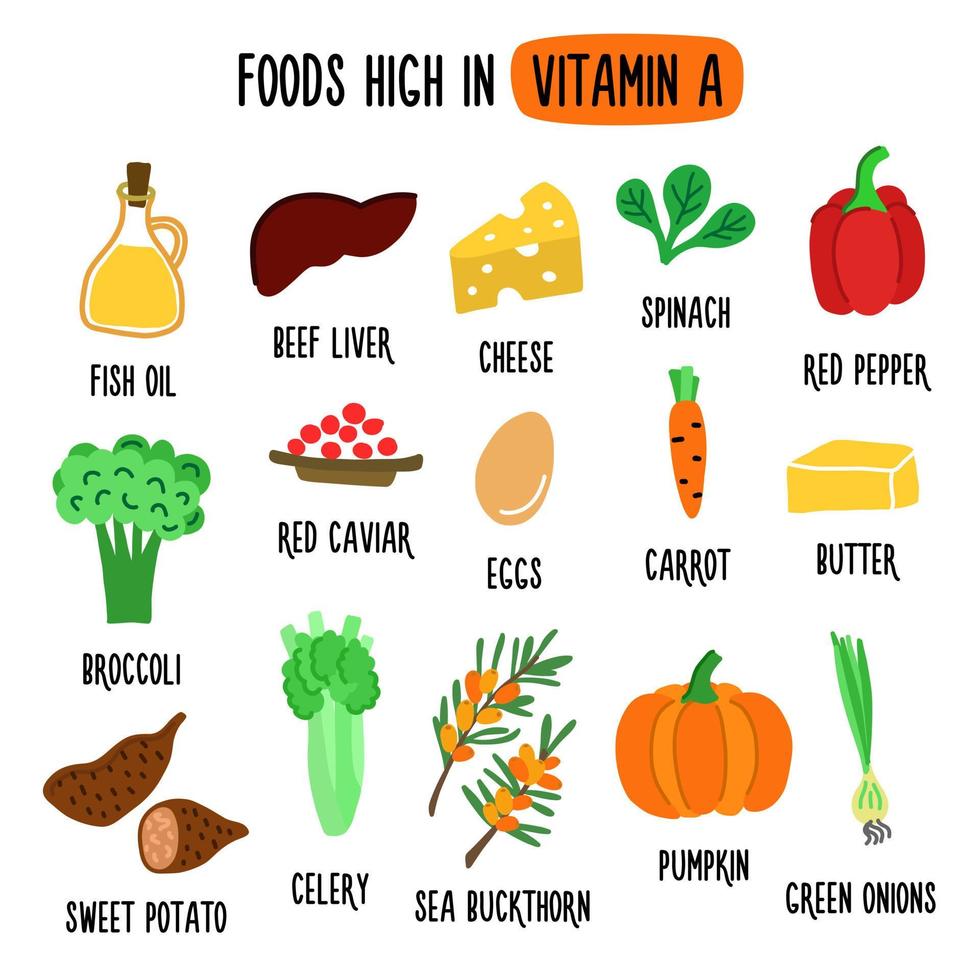 FOODS HIGH IN VITAMIN A
FISH OIL
BEEF LIVER
CHEESE
SPINACH
RED PEPPER
BROCCOLI
RED CAVIAR
EGGS
CARROT
BUTTER
SWEET POTATO
CELERY
SEA BUCKTHORN
PUMPKIN
GREEN ONIONS